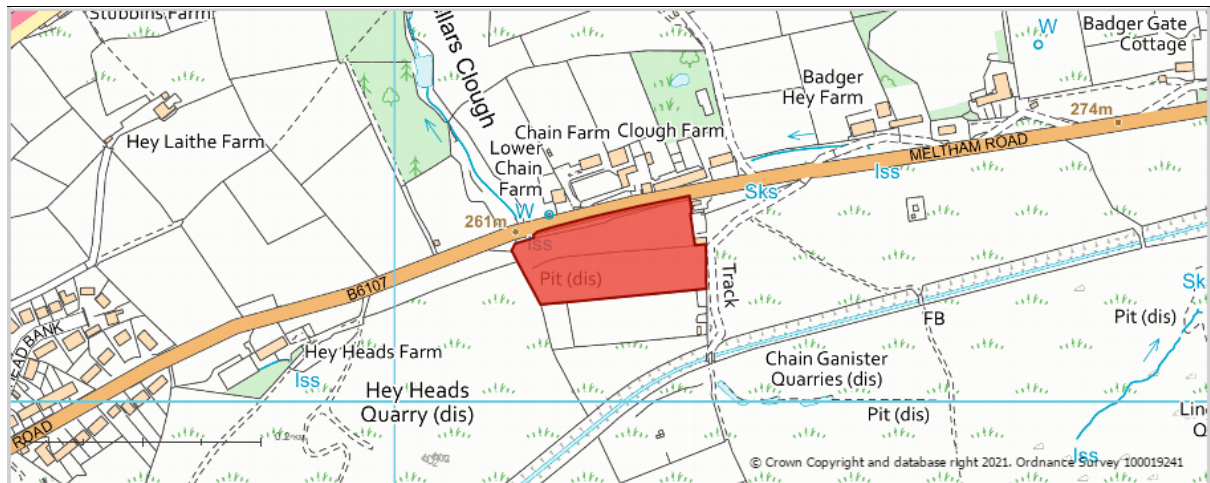 Stubbins Farm
Clough
W
Badger Gate
Cottage
Badger
Hey Farm
274m
Hey Laithe Farm
Chain Farm
Clough Farm
Lower
Chain
Farm
MELTHAM ROAD
Iss
Sks
W
261m
Iss
Pit (dis)
Track
B6107
FB
Pit (dis)
Hey Heads Farm
Iss
Chain Ganister
Quarries (dis)
Hey Heads
Quarry (dis)
Pit (dis)
ROAD
Iss
© Crown Copyright and database right 2021. Ordnance Survey 100019241